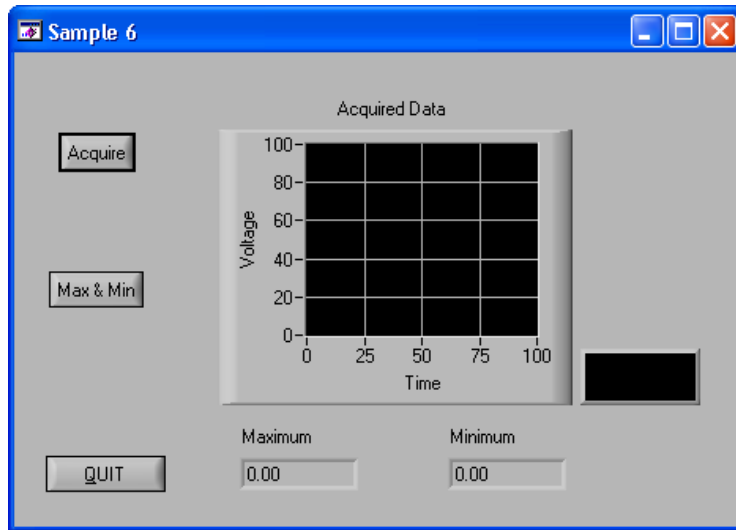 Sample 6
Acquired Data
Acquire
100
80
60
40
20
0
Voltage
0 25 50 75 100
Time
Max & Min
Maximum
Minimum
QUIT
0.00
0.00